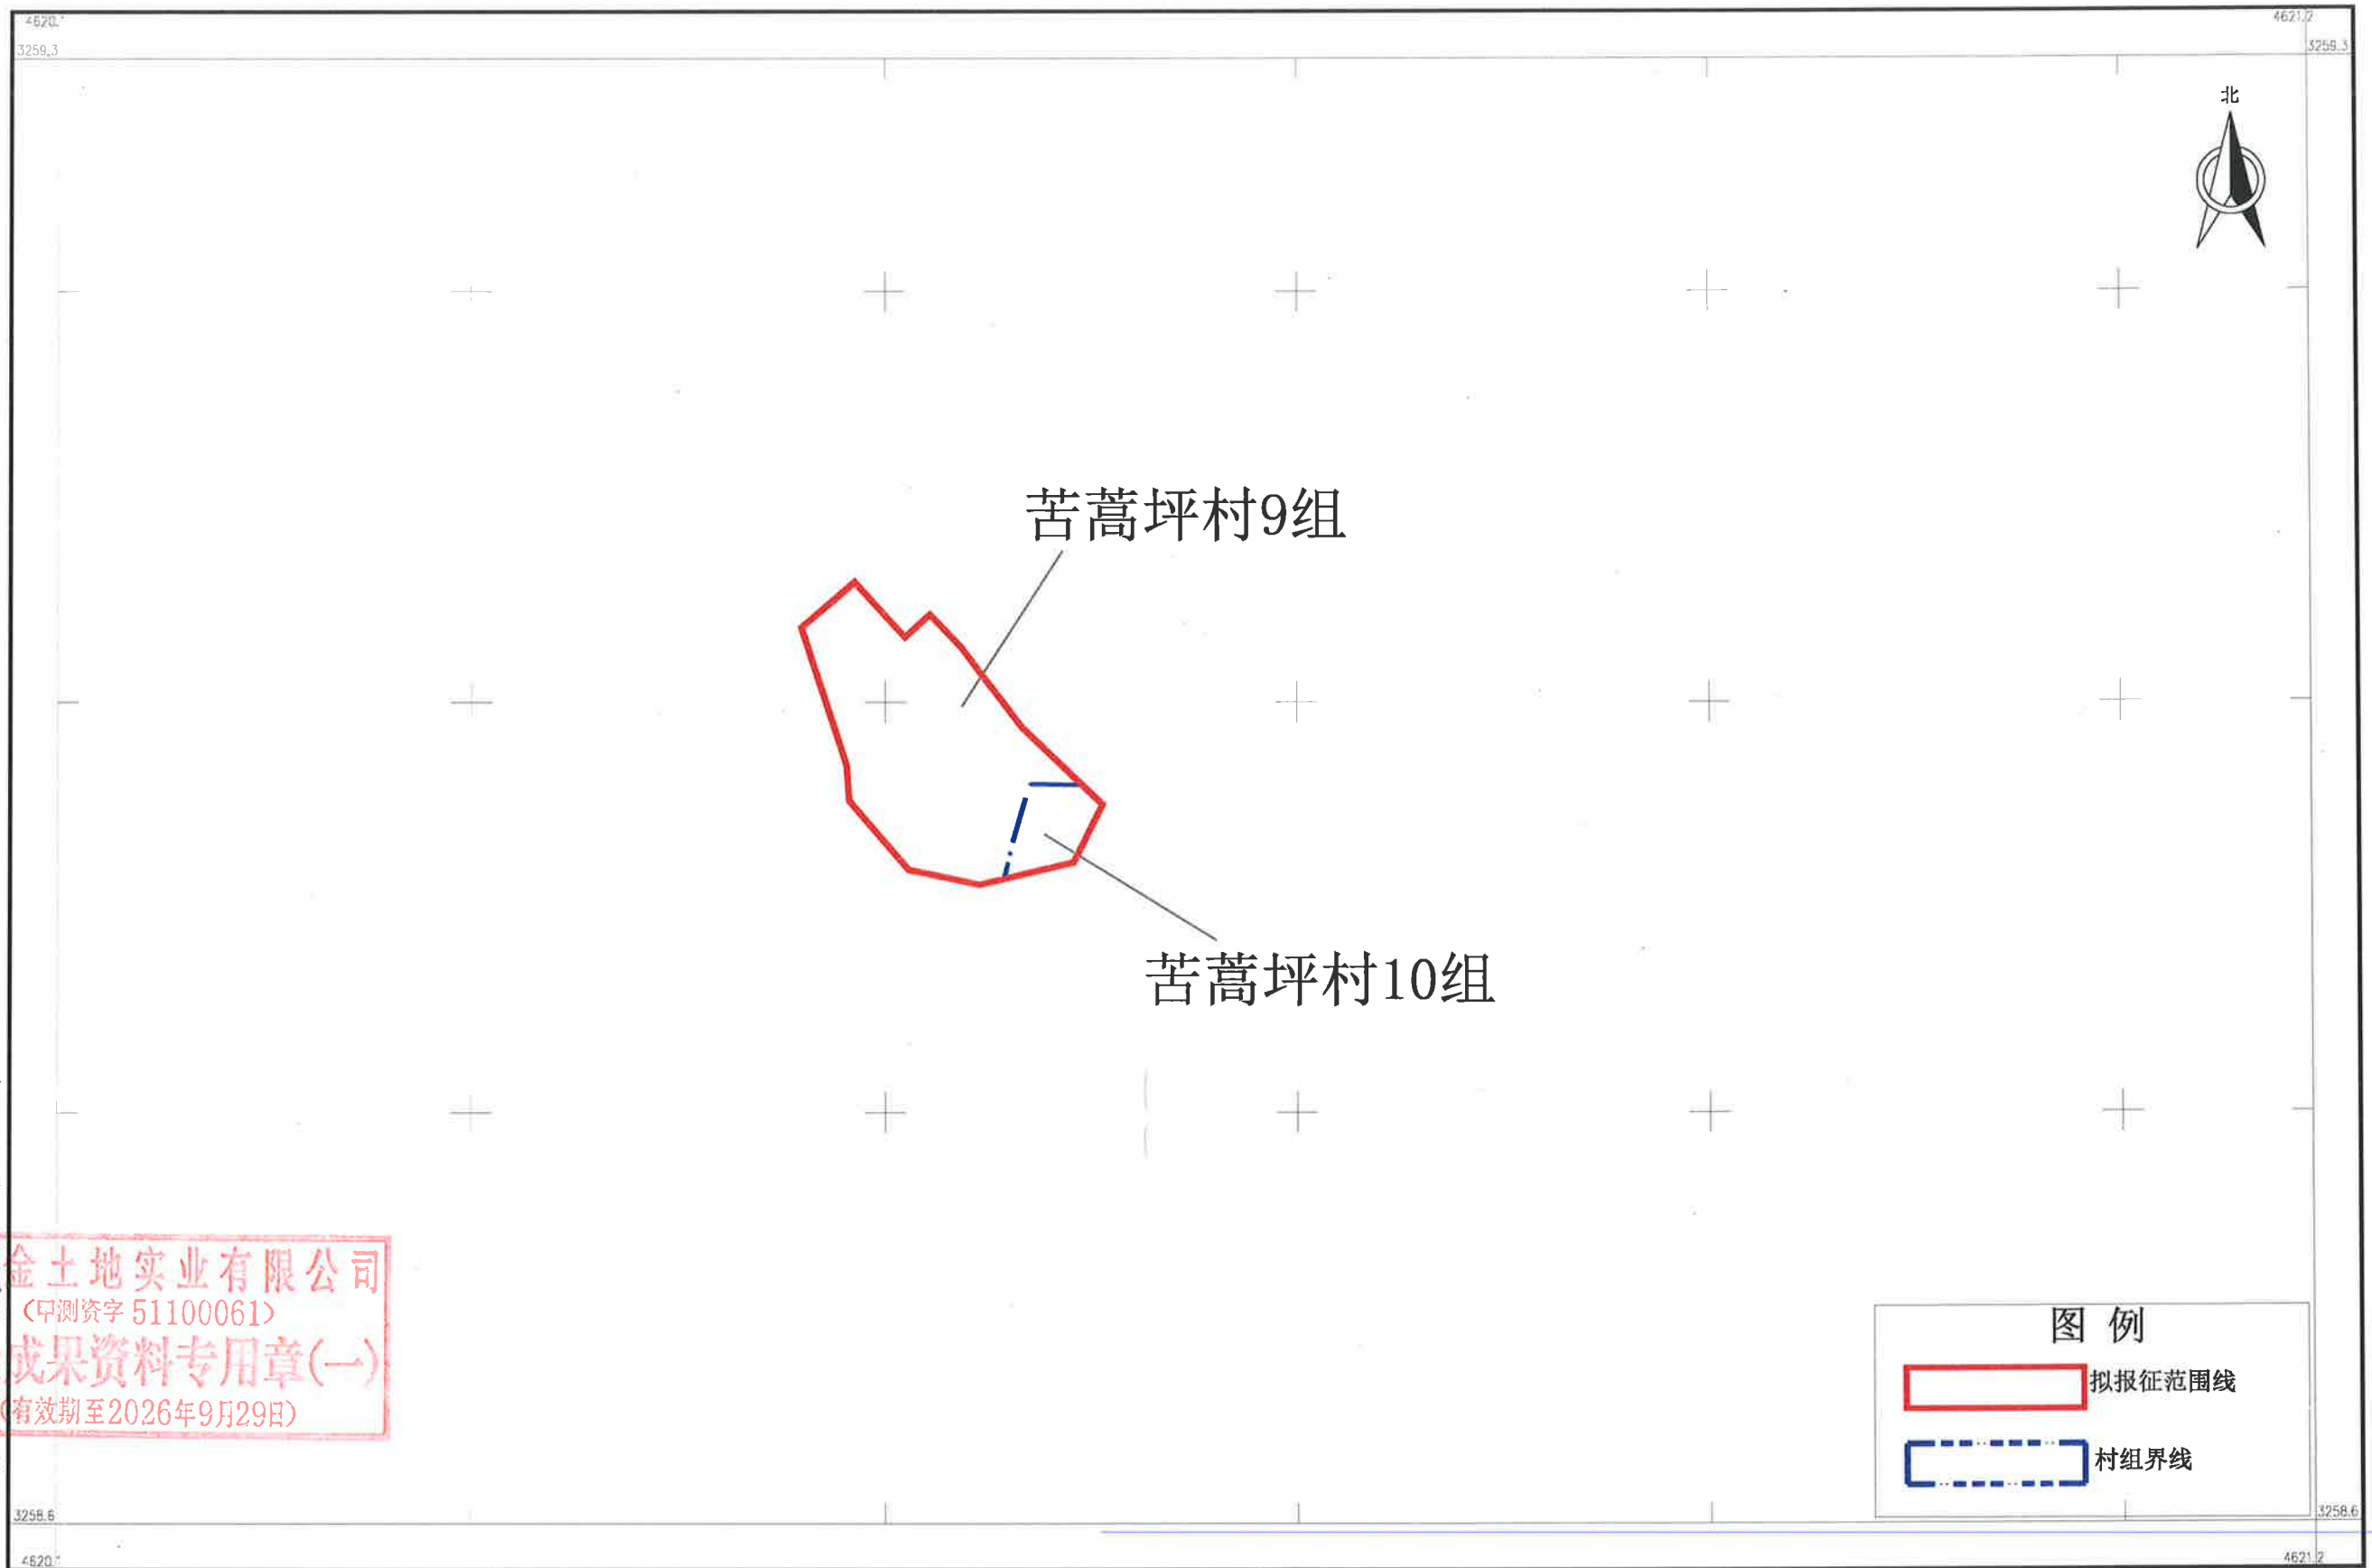 4620.
4621.2
3259.3
3259.3
北
苦蒿坪村9组
苦蒿坪村10组
金土地实业有限公司
(甲测资字 51100061)
成果资料专用章(一)
(有效期至2026年9月29日)
图 例
拟报征范围线
村组界线
3258.6
3258.6
4620.
4621.2